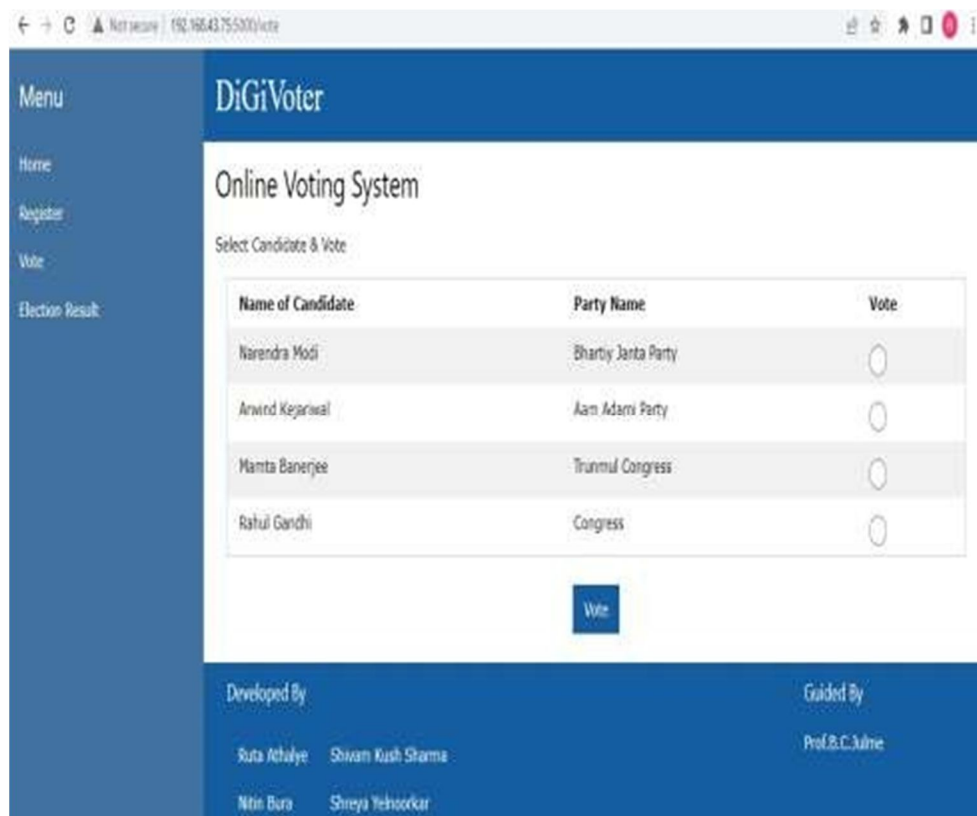 Not secure | 192.168.43.75:5000/vote
Menu
DiGiVoter
Home
Register
Vote
Election Result
Online Voting System
Select Candidate & Vote
Name of Candidate Party Name Vote
Narendra Modi Bhartiy Janta Party
Arvind Kejariwal Aam Adami Party
Mamta Banerjee Trunmul Congress
Rahul Gandhi Congress
Vote
Developed By Guided By
Ruta Athalye Shivam Kush Sharma Prof.B.C.Julme
Nitin Bura Shreya Yelnoorkar